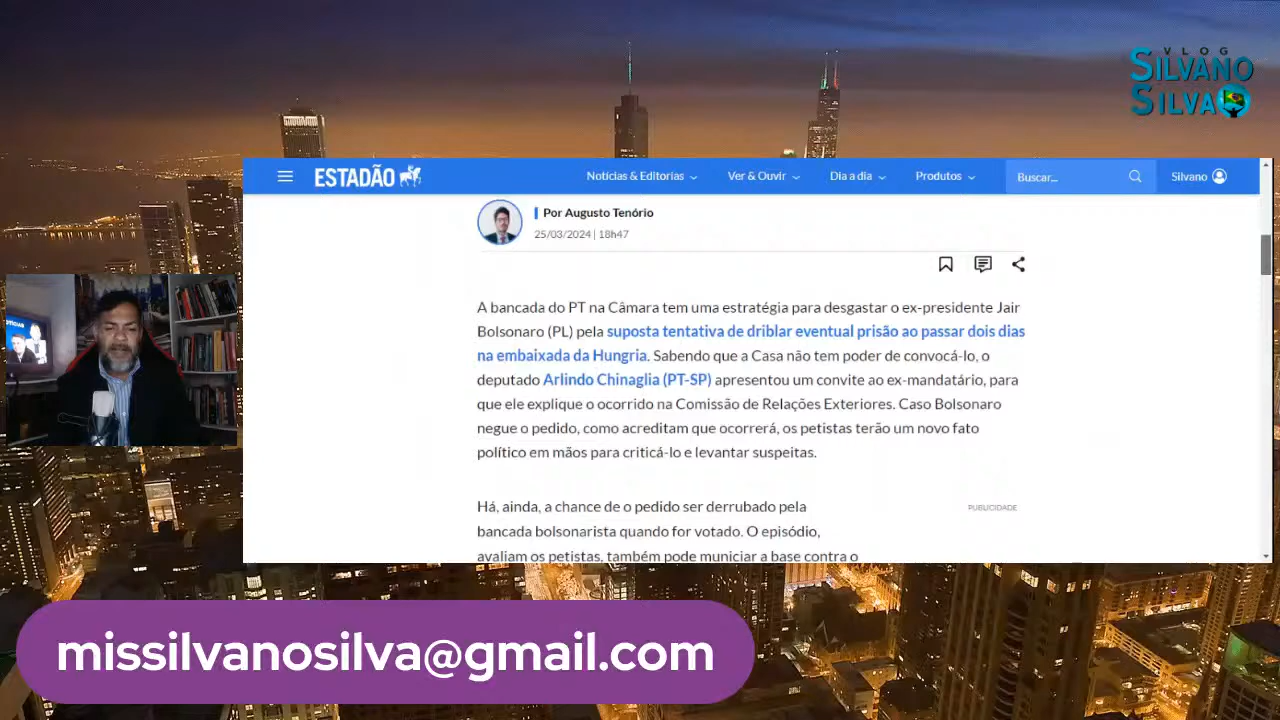 VLOG
SILVANO
SILVA
ESTADÃO
Notícias & Editorias
Ver & Ouvir
Dia a dia
Produtos
Buscar...
Silvano
Por Augusto Tenório
25/03/2024 | 18h47
A bancada do PT na Câmara tem uma estratégia para desgastar o ex-presidente Jair
Bolsonaro (PL) pela suposta tentativa de driblar eventual prisão ao passar dois dias
na embaixada da Hungria. Sabendo que a Casa não tem poder de convocá-lo, o
deputado Arlindo Chinaglia (PT-SP) apresentou um convite ao ex-mandatário, para
que ele explique o ocorrido na Comissão de Relações Exteriores. Caso Bolsonaro
negue o pedido, como acreditam que ocorrerá, os petistas terão um novo fato
político em mãos para criticá-lo e levantar suspeitas.
Há, ainda, a chance de o pedido ser derrubado pela
PUBLICIDADE
bancada bolsonarista quando for votado. O episódio,
avaliam os petistas, também pode municiar a base contra o
missilvanosilva@gmail.com